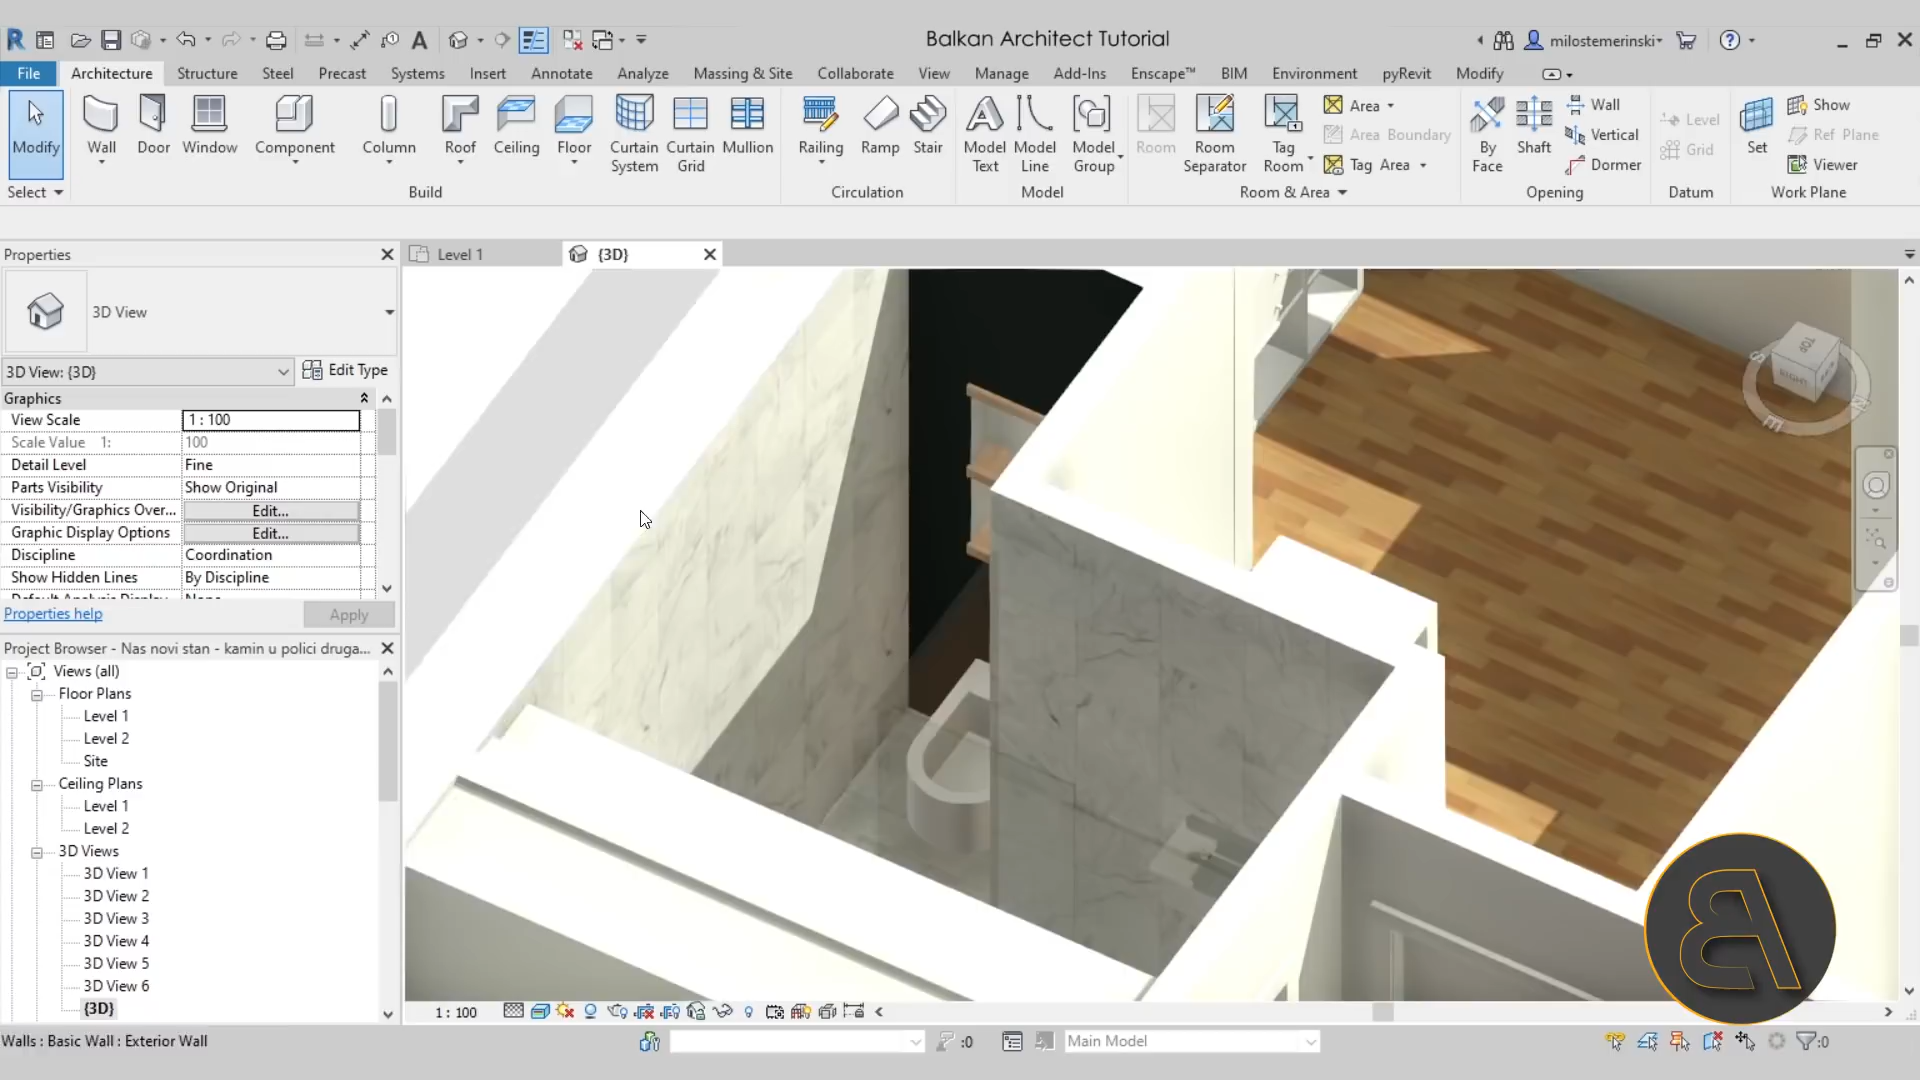 Balkan Architect Tutorial
milostemerinski
File Architecture Structure Steel Precast Systems Insert Annotate Analyze Massing & Site Collaborate View Manage Add-Ins Enscape™ BIM Environment pyRevit Modify
Modify
Wall
Door
Window
Component
Column
Roof
Ceiling
Floor
Curtain System
Curtain Grid
Mullion
Railing
Ramp
Stair
Model Text
Model Line
Model Group
Room
Room Separator
Tag Room
Area
Area Boundary
Tag Area
By Face
Shaft
Wall
Vertical
Dormer
Level
Grid
Set
Show
Ref Plane
Viewer
Select Build Circulation Model Room & Area Opening Datum Work Plane
Properties
Level 1
{3D}
3D View
3D View: {3D}
Edit Type
Graphics
View Scale 1 : 100
Scale Value 1: 100
Detail Level Fine
Parts Visibility Show Original
Visibility/Graphics Over... Edit...
Graphic Display Options Edit...
Discipline Coordination
Show Hidden Lines By Discipline
Properties help
Apply
Project Browser - Nas novi stan - kamin u polici druga...
Views (all)
Floor Plans
Level 1
Level 2
Site
Ceiling Plans
Level 1
Level 2
3D Views
3D View 1
3D View 2
3D View 3
3D View 4
3D View 5
3D View 6
{3D}
TOP
RIGHT
S
E
1 : 100
Walls : Basic Wall : Exterior Wall
:0
Main Model
:0